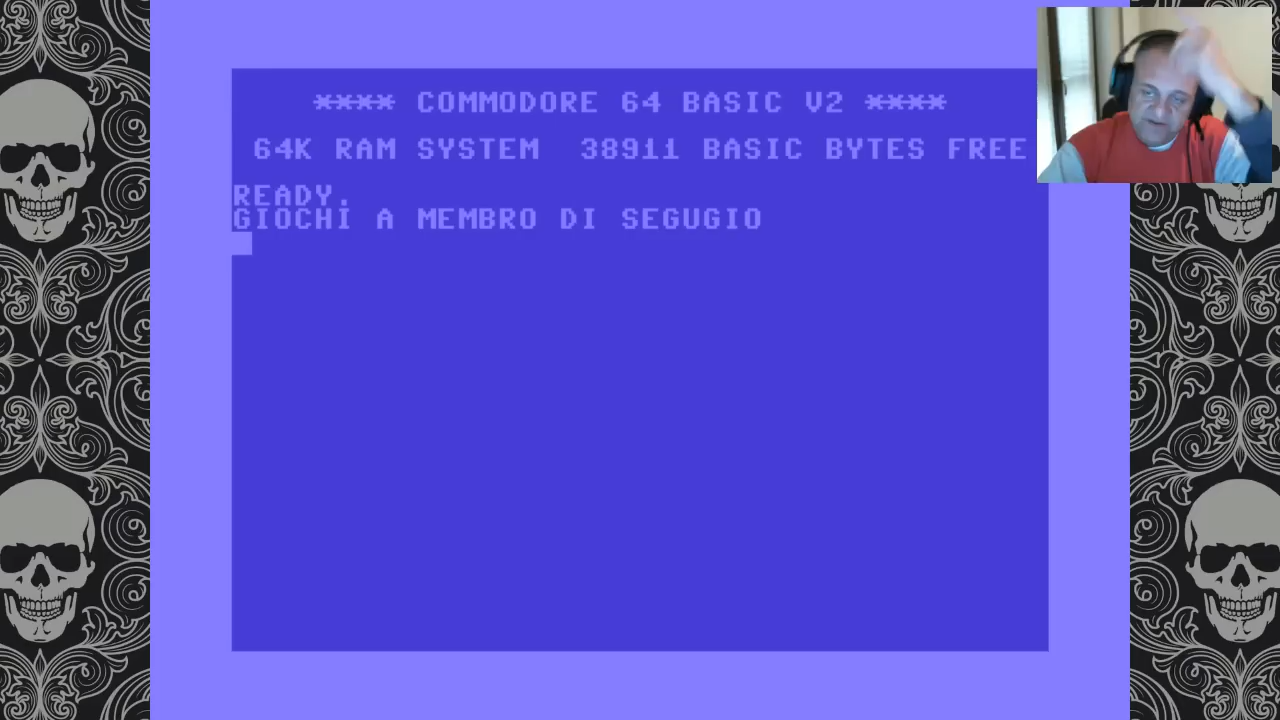 **** COMMODORE 64 BASIC V2 ****
64K RAM SYSTEM  38911 BASIC BYTES FREE
READY.
GIOCHI A MEMBRO DI SEGUGIO